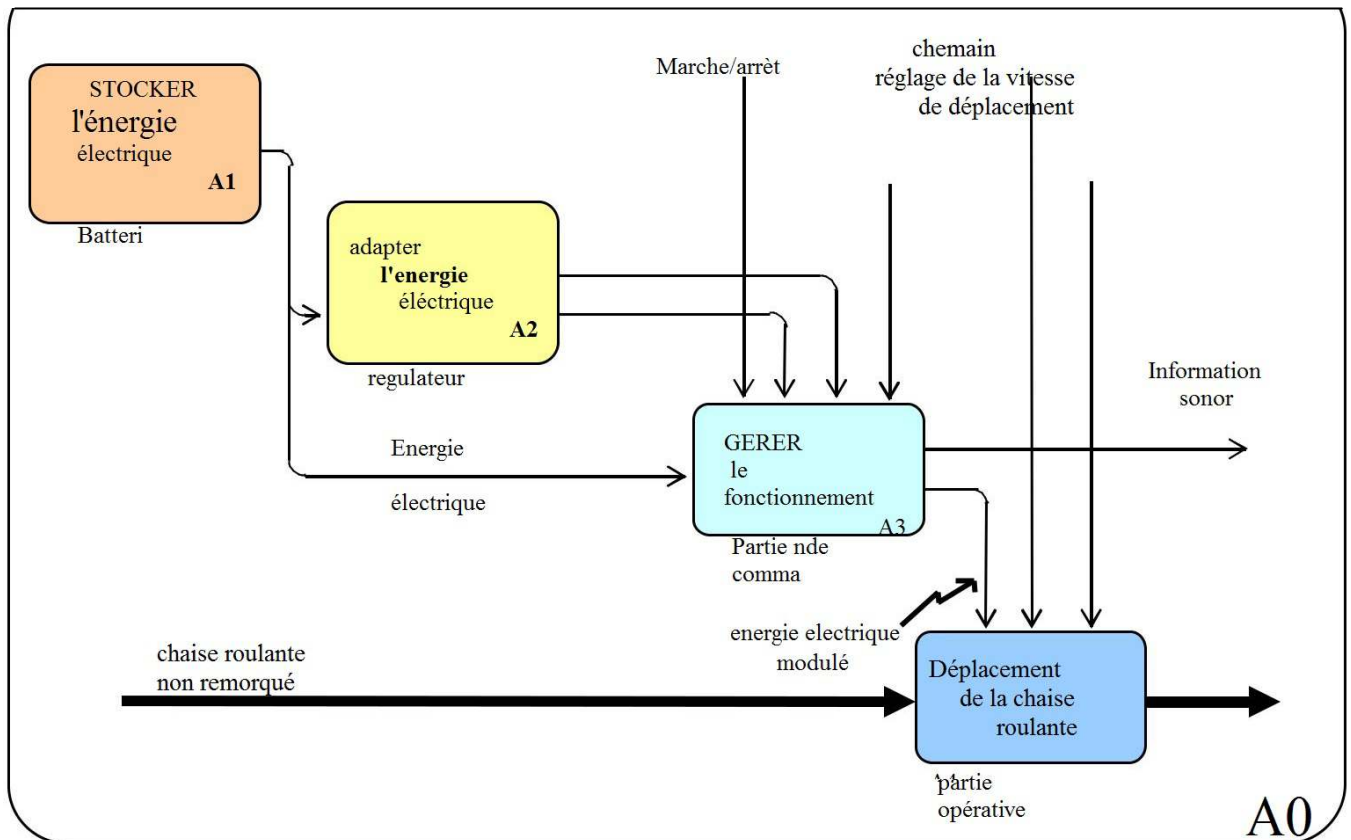 STOCKER
l'énergie
électrique
A1
Batteri
adapter
l'energie
éléctrique
A2
regulateur
Marche/arrèt
chemain
réglage de la vitesse
de déplacement
Energie
électrique
GERER
le
fonctionnement
A3
Partie nde
comma
Information
sonor
energie electrique
modulé
chaise roulante
non remorqué
Déplacement
de la chaise
roulante
partie
opérative
A0